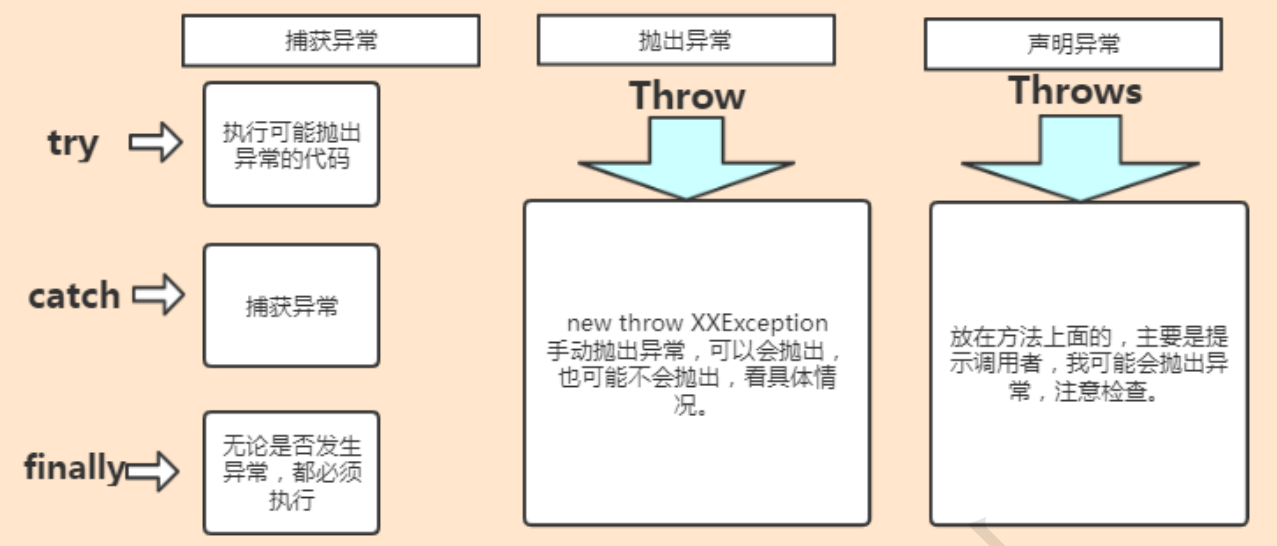 捕获异常
try
执行可能抛出
异常的代码
catch
捕获异常
finally
无论是否发生
异常，都必须
执行
抛出异常
Throw
new throw XXException
手动抛出异常，可以会抛出，
也可能不会抛出，看具体情
况。
声明异常
Throws
放在方法上面的，主要是提
示调用者，我可能会抛出异
常，注意检查。